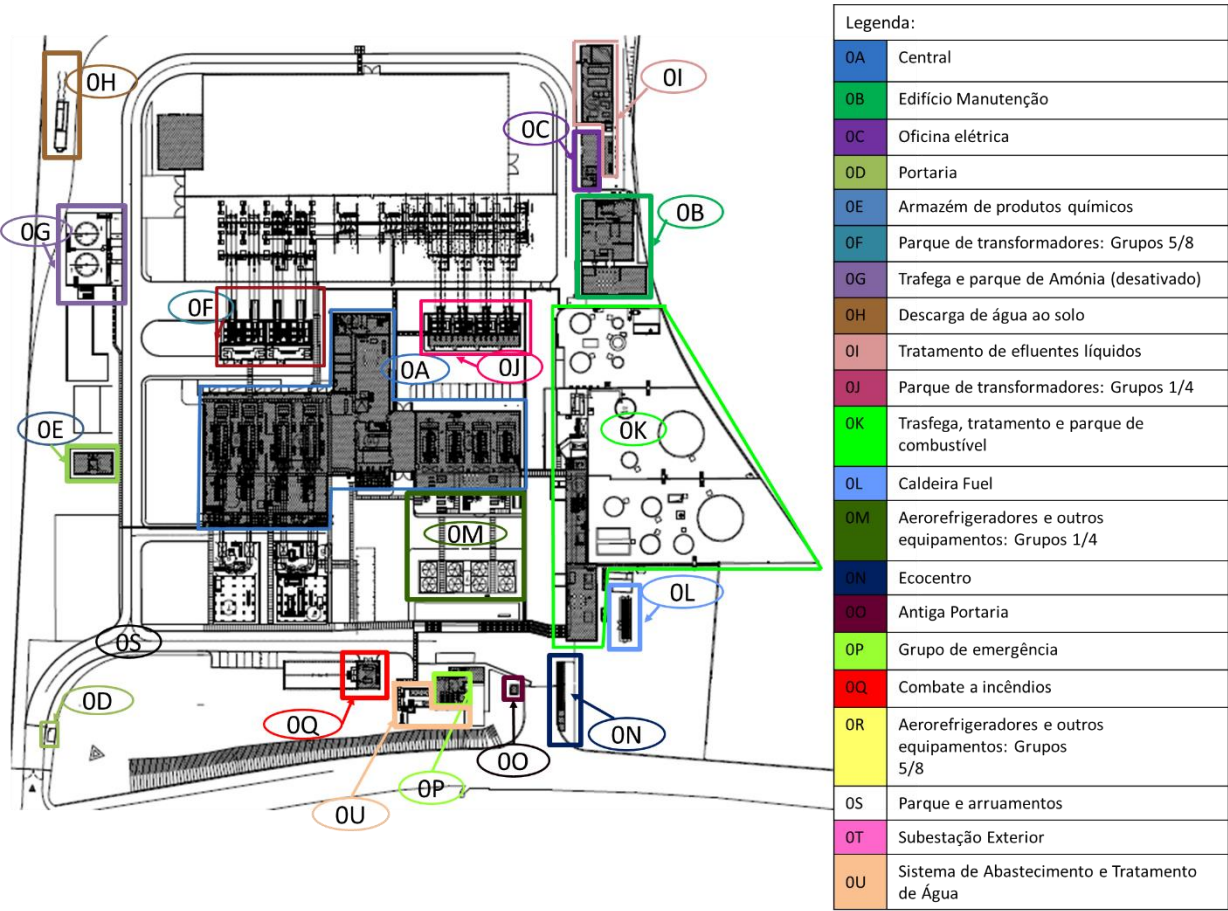 0H
0I
0C
0B
0G
0F
0A
0J
0E
0K
0M
0L
0S
0D
0Q
0N
0O
0P
0U
Legenda:
0A Central
0B Edifício Manutenção
0C Oficina elétrica
0D Portaria
0E Armazém de produtos químicos
0F Parque de transformadores: Grupos 5/8
0G Trafega e parque de Amónia (desativado)
0H Descarga de água ao solo
0I Tratamento de efluentes líquidos
0J Parque de transformadores: Grupos 1/4
0K Trasfega, tratamento e parque de
combustível
0L Caldeira Fuel
0M Aerorefrigeradores e outros
equipamentos: Grupos 1/4
0N Ecocentro
0O Antiga Portaria
0P Grupo de emergência
0Q Combate a incêndios
0R Aerorefrigeradores e outros
equipamentos: Grupos
5/8
0S Parque e arruamentos
0T Subestação Exterior
0U Sistema de Abastecimento e Tratamento
de Água